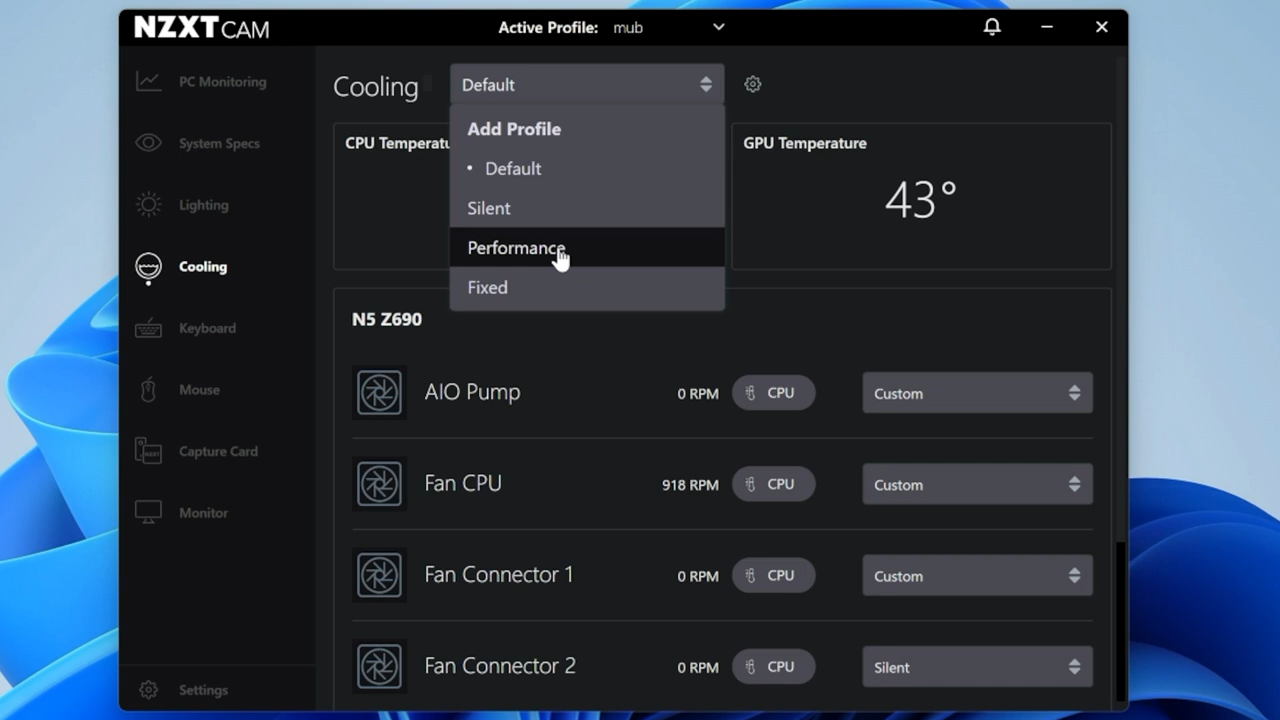 NZXT CAM
Active Profile: mub
PC Monitoring
System Specs
Lighting
Cooling
Keyboard
Mouse
Capture Card
Monitor
Settings
Cooling
Default
Add Profile
• Default
Silent
Performance
Fixed
CPU
GPU Temperature
43°
N5 Z690
AIO Pump 0 RPM CPU Custom
Fan CPU 918 RPM CPU Custom
Fan Connector 1 0 RPM CPU Custom
Fan Connector 2 0 RPM CPU Silent